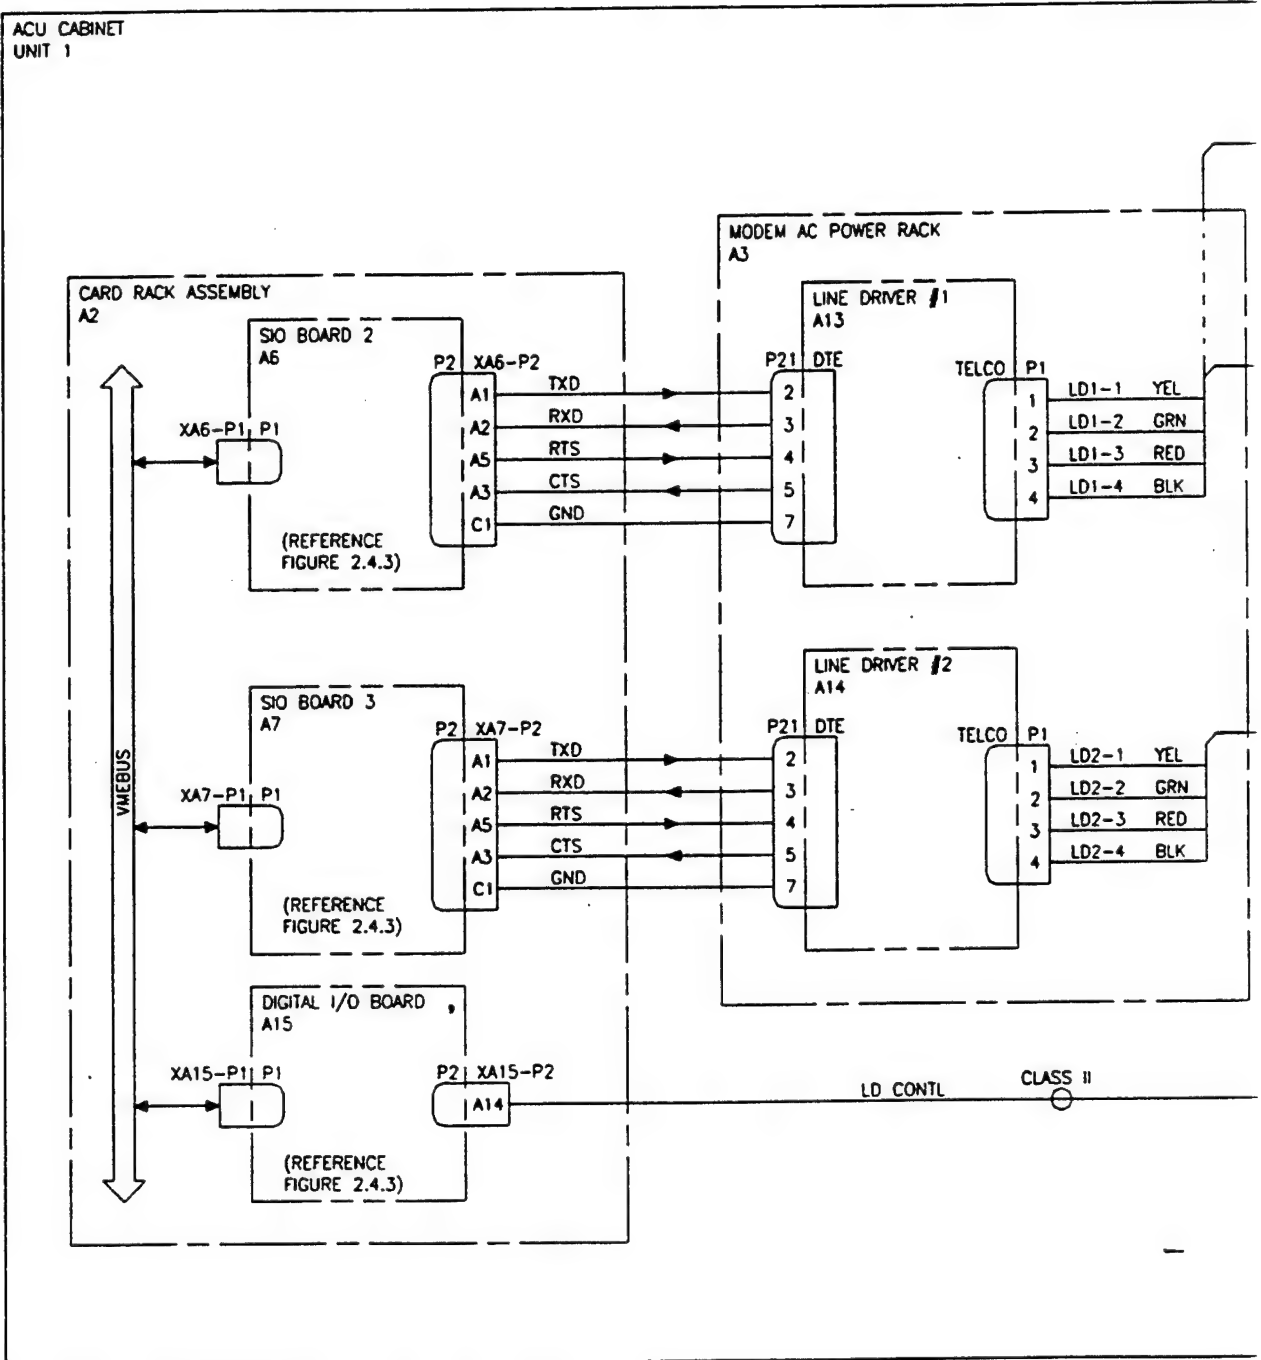 ACU CABINET
UNIT 1
MODEM AC POWER RACK
A3
CARD RACK ASSEMBLY
A2
SIO BOARD 2
A6
P2 XA6-P2
XA6-P1 P1
A1 TXD
A2 RXD
A5 RTS
A3 CTS
C1 GND
(REFERENCE
FIGURE 2.4.3)
LINE DRIVER #1
A13
P21 DTE
2
3
4
5
7
TELCO P1
1 LD1-1 YEL
2 LD1-2 GRN
3 LD1-3 RED
4 LD1-4 BLK
VMEBUS
SIO BOARD 3
A7
P2 XA7-P2
XA7-P1 P1
A1 TXD
A2 RXD
A5 RTS
A3 CTS
C1 GND
(REFERENCE
FIGURE 2.4.3)
LINE DRIVER #2
A14
P21 DTE
2
3
4
5
7
TELCO P1
1 LD2-1 YEL
2 LD2-2 GRN
3 LD2-3 RED
4 LD2-4 BLK
DIGITAL I/O BOARD
A15
XA15-P1 P1
P2 XA15-P2
A14
LD CONTL
CLASS II
(REFERENCE
FIGURE 2.4.3)